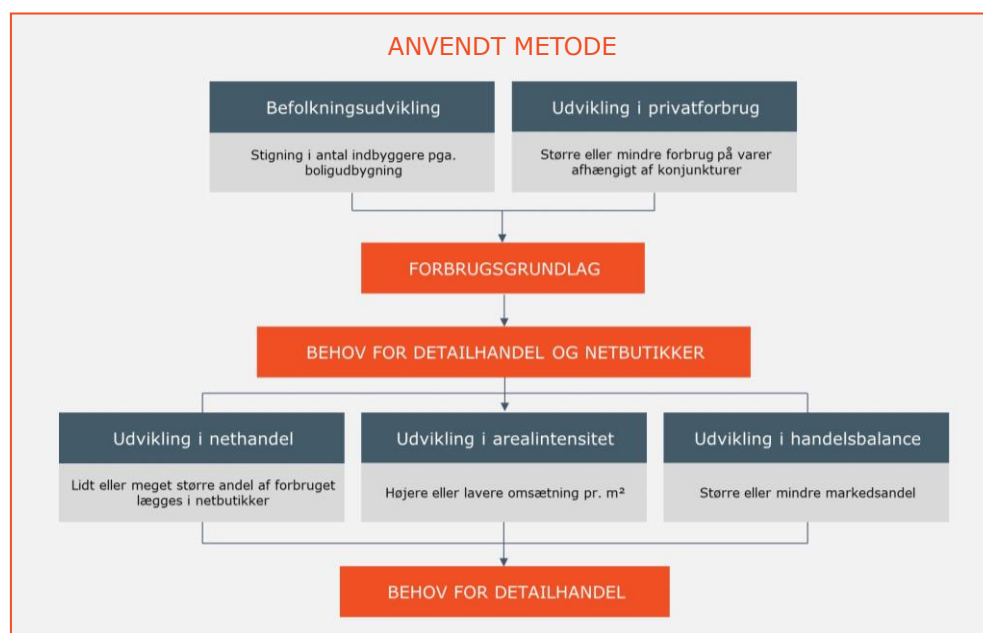 ANVENDT METODE
Befolkningsudvikling
Stigning i antal indbyggere pga.
boligudbygning
Udvikling i privatforbrug
Større eller mindre forbrug på varer
afhængigt af konjunkturer
FORBRUGSGRUNDLAG
BEHOV FOR DETAILHANDEL OG NETBUTIKKER
Udvikling i nethandel
Lidt eller meget større andel af forbruget
lægges i netbutikker
Udvikling i arealintensitet
Højere eller lavere omsætning pr. m²
Udvikling i handelsbalance
Større eller mindre markedsandel
BEHOV FOR DETAILHANDEL